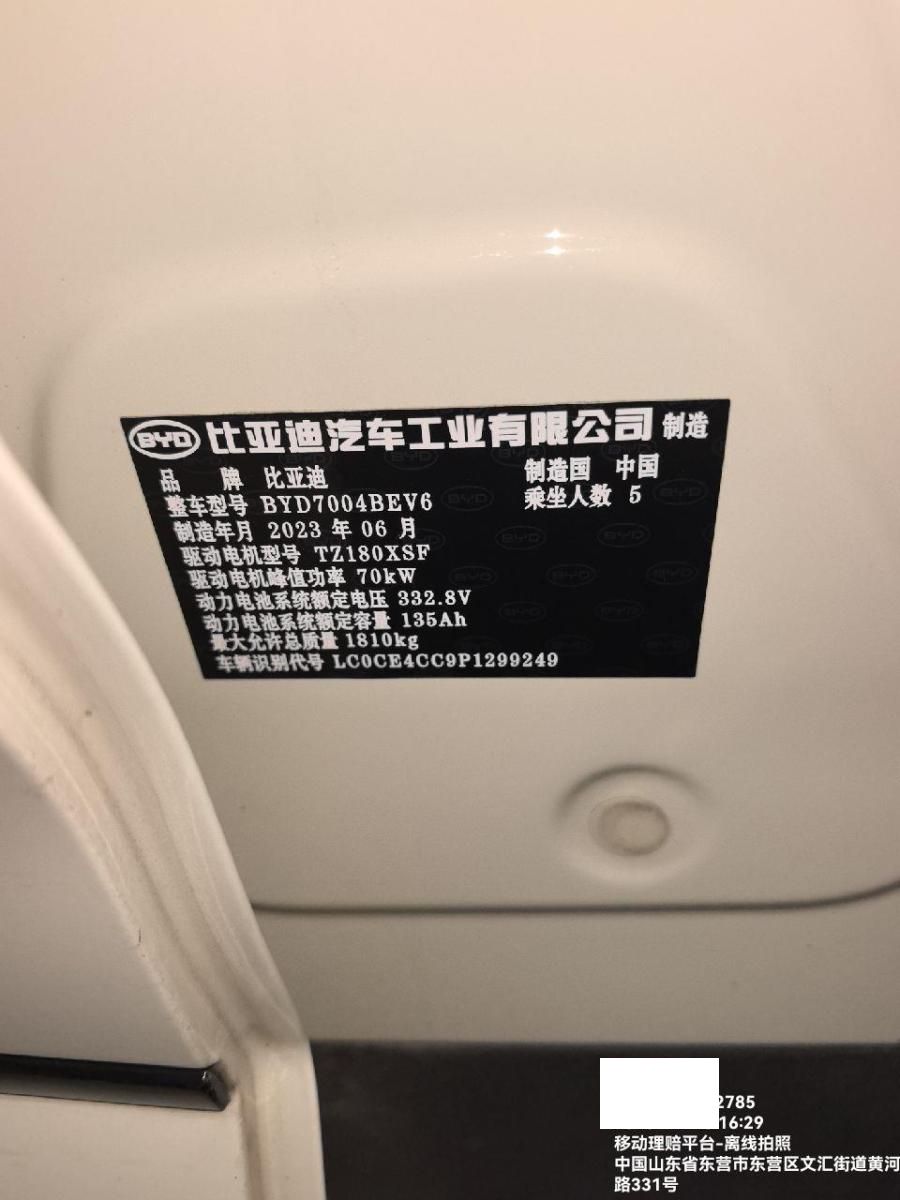 BYD 比亚迪汽车工业有限公司 制造
品 牌 比亚迪 制造国 中国
整车型号 BYD7004BEV6 乘坐人数 5
制造年月 2023 年 06 月
驱动电机型号 TZ180XSF
驱动电机峰值功率 70kW
动力电池系统额定电压 332.8V
动力电池系统额定容量 135Ah
最大允许总质量 1810kg
车辆识别代号 LC0CE4CC9P1299249
2785
16:29
移动理赔平台-离线拍照
中国山东省东营市东营区文汇街道黄河
路331号